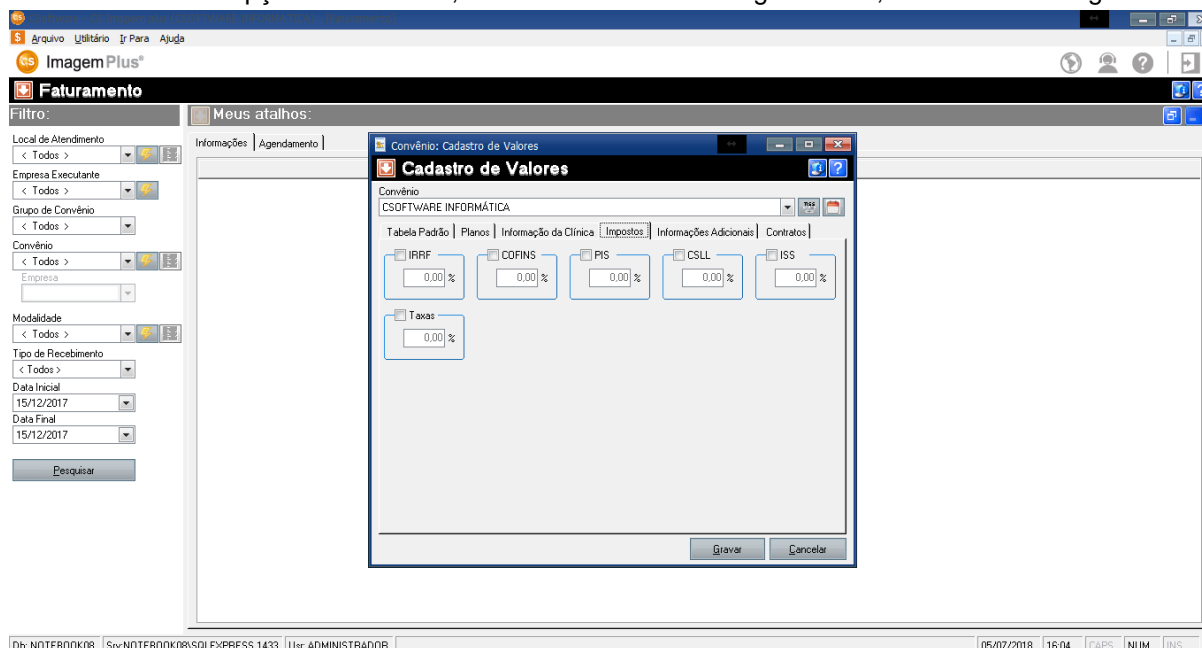 Arquivo Utilitário Ir Para Ajuda
ImagemPlus®
Faturamento
Filtro:
Meus atalhos:
Local de Atendimento
< Todos >
Empresa Executante
< Todos >
Grupo de Convênio
< Todos >
Convênio
< Todos >
Empresa
Modalidade
< Todos >
Tipo de Recebimento
< Todos >
Data Inicial
15/12/2017
Data Final
15/12/2017
Pesquisar
Informações Agendamento
Convênio: Cadastro de Valores
Cadastro de Valores
Convênio
CSOFTWARE INFORMÁTICA
Tabela Padrão Planos Informação da Clínica Impostos Informações Adicionais Contratos
IRRF COFINS PIS CSLL ISS
0,00 % 0,00 % 0,00 % 0,00 % 0,00 %
Taxas
0,00 %
Gravar Cancelar
Db: NOTEBOOK08 Srv:NOTEBOOK08\SQLEXPRESS,1433 Usr: ADMINISTRADOR 05/07/2018 16:04 CAPS NUM INS